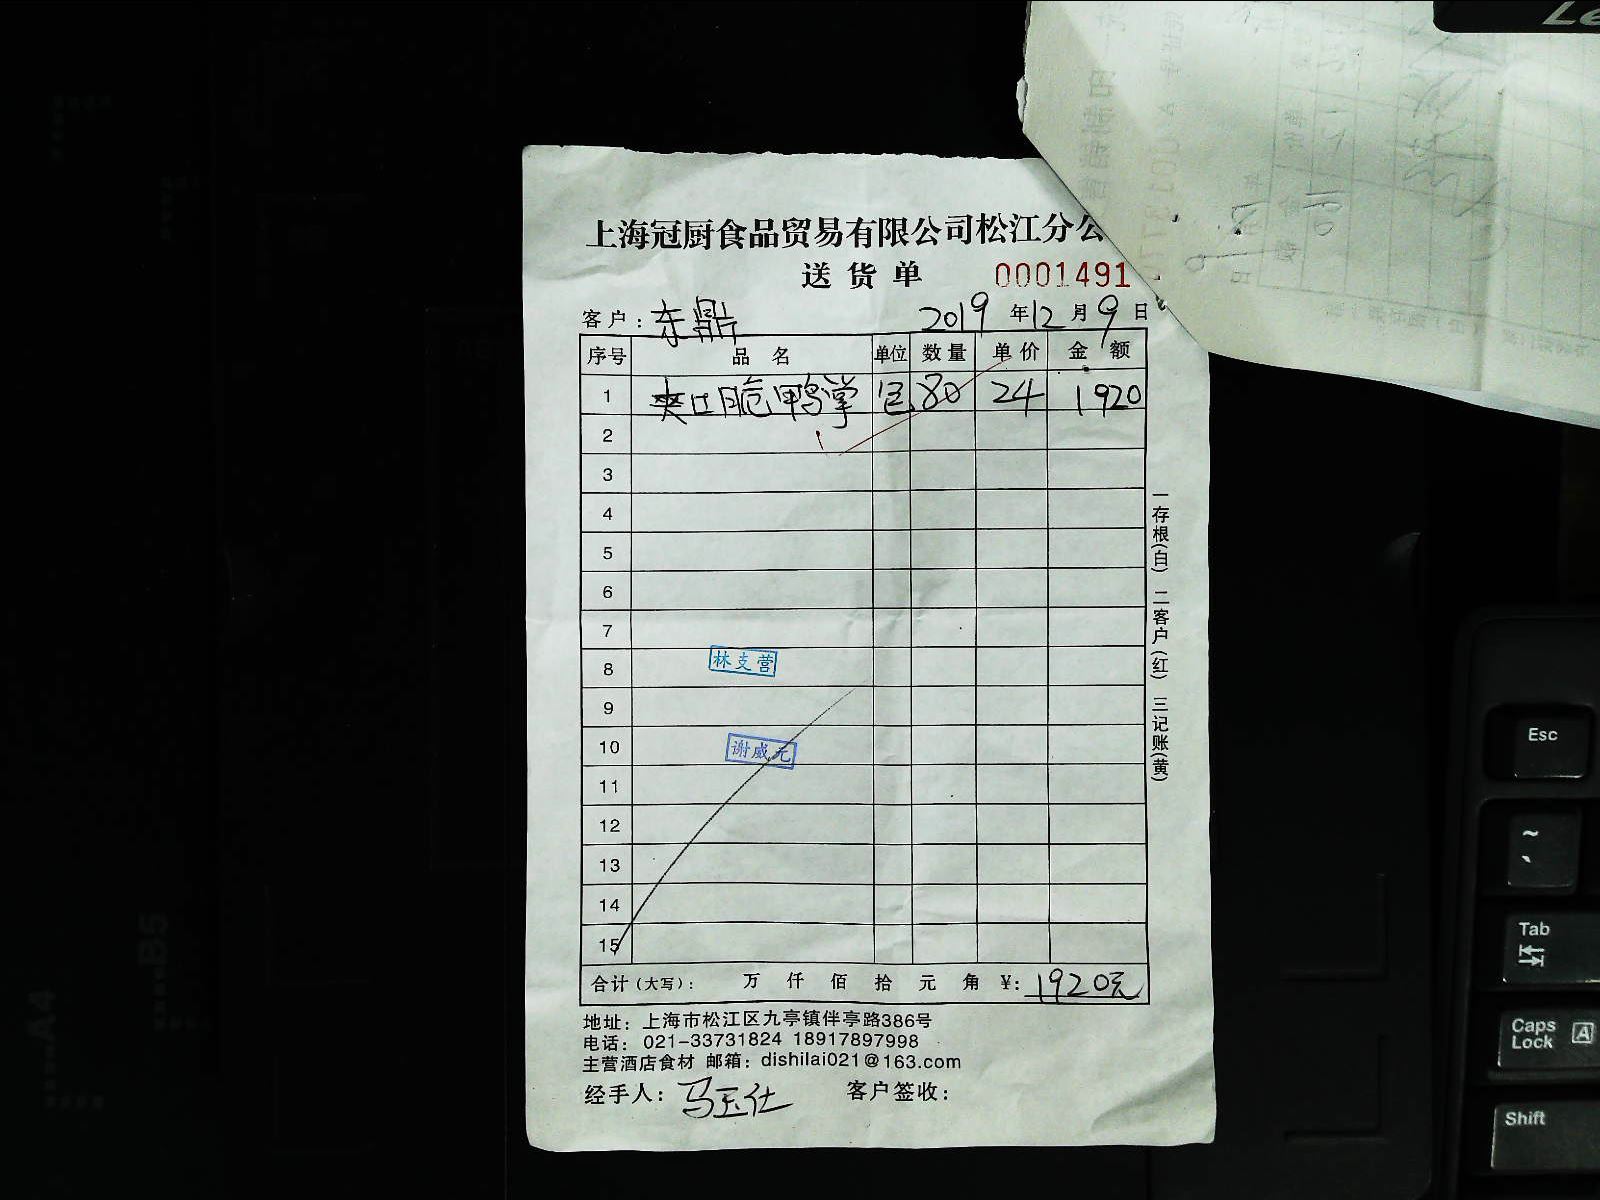 上海冠厨食品贸易有限公司松江分公
送货单 0001491
客户：东鼎 2019年12月9日
序号 品名 单位 数量 单价 金额
1 爽口脆鸭掌 包 80 24 1920
2
3
4
5
6
7
8 林支营
9
10 谢威元
11
12
13
14
15
合计（大写）： 万 仟 佰 拾 元 角 ¥：1920元
一存根（白） 二客户（红） 三记账（黄）
地址：上海市松江区九亭镇伴亭路386号
电话：021-33731824 18917897998
主营酒店食材 邮箱：dishilai021@163.com
经手人：马玉仕 客户签收：
Esc
~
Tab
Caps Lock A
Shift
A4
B5
Le